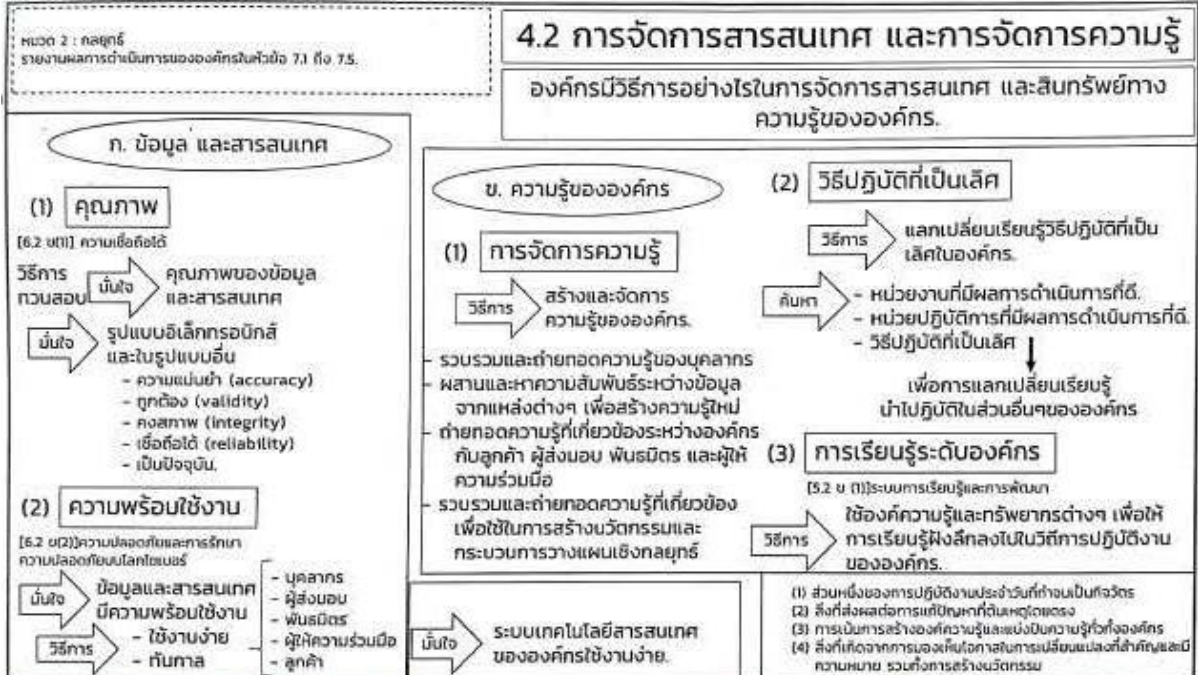 หมวด 2 : กลยุทธ์
รายงานผลการดำเนินการขององค์กรในหัวข้อ 7.1 ถึง 7.5.
4.2 การจัดการสารสนเทศ และการจัดการความรู้
องค์กรมีวิธีการอย่างไรในการจัดการสารสนเทศ และสินทรัพย์ทาง
ความรู้ขององค์กร.
ก. ข้อมูล และสารสนเทศ
(1) คุณภาพ
[6.2 ข(1)] ความเชื่อถือได้
วิธีการ
ทวนสอบ
มั่นใจ
คุณภาพของข้อมูล
และสารสนเทศ
มั่นใจ
รูปแบบอิเล็กทรอนิกส์
และในรูปแบบอื่น
- ความแม่นยำ (accuracy)
- ถูกต้อง (validity)
- คงสภาพ (integrity)
- เชื่อถือได้ (reliability)
- เป็นปัจจุบัน.
(2) ความพร้อมใช้งาน
[6.2 ข(2)]ความปลอดภัยและการรักษา
ความปลอดภัยบนโลกไซเบอร์
มั่นใจ
ข้อมูลและสารสนเทศ
มีความพร้อมใช้งาน
วิธีการ
- ใช้งานง่าย
- ทันกาล
- บุคลากร
- ผู้ส่งมอบ
- พันธมิตร
- ผู้ให้ความร่วมมือ
- ลูกค้า
มั่นใจ
ระบบเทคโนโลยีสารสนเทศ
ขององค์กรใช้งานง่าย.
ข. ความรู้ขององค์กร
(1) การจัดการความรู้
วิธีการ
สร้างและจัดการ
ความรู้ขององค์กร.
- รวบรวมและถ่ายทอดความรู้ของบุคลากร
- ผสานและหาความสัมพันธ์ระหว่างข้อมูล
จากแหล่งต่างๆ เพื่อสร้างความรู้ใหม่
- ถ่ายทอดความรู้ที่เกี่ยวข้องระหว่างองค์กร
กับลูกค้า ผู้ส่งมอบ พันธมิตร และผู้ให้
ความร่วมมือ
- รวบรวมและถ่ายทอดความรู้ที่เกี่ยวข้อง
เพื่อใช้ในการสร้างนวัตกรรมและ
กระบวนการวางแผนเชิงกลยุทธ์
(2) วิธีปฏิบัติที่เป็นเลิศ
วิธีการ
แลกเปลี่ยนเรียนรู้วิธีปฏิบัติที่เป็น
เลิศในองค์กร.
ค้นหา
- หน่วยงานที่มีผลการดำเนินการที่ดี.
- หน่วยปฏิบัติการที่มีผลการดำเนินการที่ดี.
- วิธีปฏิบัติที่เป็นเลิศ
เพื่อการแลกเปลี่ยนเรียนรู้
นำไปปฏิบัติในส่วนอื่นๆขององค์กร
(3) การเรียนรู้ระดับองค์กร
[5.2 ข (1)]ระบบการเรียนรู้และการพัฒนา
วิธีการ
ใช้องค์ความรู้และทรัพยากรต่างๆ เพื่อให้
การเรียนรู้ฝังลึกลงไปในวิถีการปฏิบัติงาน
ขององค์กร.
(1) ส่วนหนึ่งของการปฏิบัติงานประจำวันที่ทำจนเป็นกิจวัตร
(2) สิ่งที่ส่งผลต่อการแก้ปัญหาที่ต้นเหตุโดยตรง
(3) การเน้นการสร้างองค์ความรู้และแบ่งปันความรู้ทั่วทั้งองค์กร
(4) สิ่งที่เกิดจากการมองเห็นโอกาสในการเปลี่ยนแปลงที่สำคัญและมี
ความหมาย รวมทั้งการสร้างนวัตกรรม